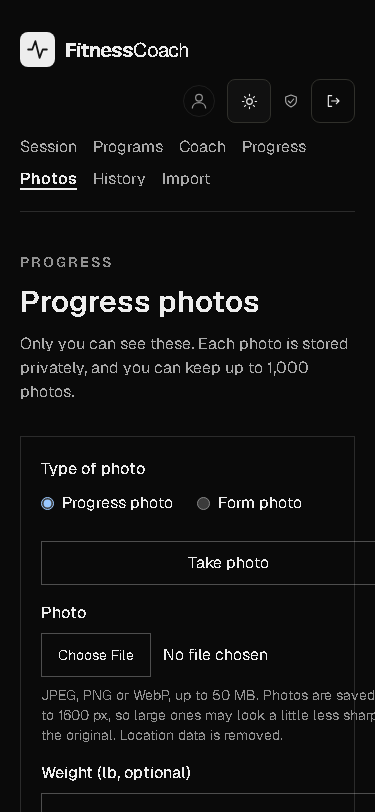 FitnessCoach
Session Programs Coach Progress
Photos History Import
PROGRESS
Progress photos
Only you can see these. Each photo is stored
privately, and you can keep up to 1,000
photos.
Type of photo
Progress photo Form photo
Take photo
Photo
Choose File No file chosen
JPEG, PNG or WebP, up to 50 MB. Photos are saved
to 1600 px, so large ones may look a little less sharp
the original. Location data is removed.
Weight (lb, optional)